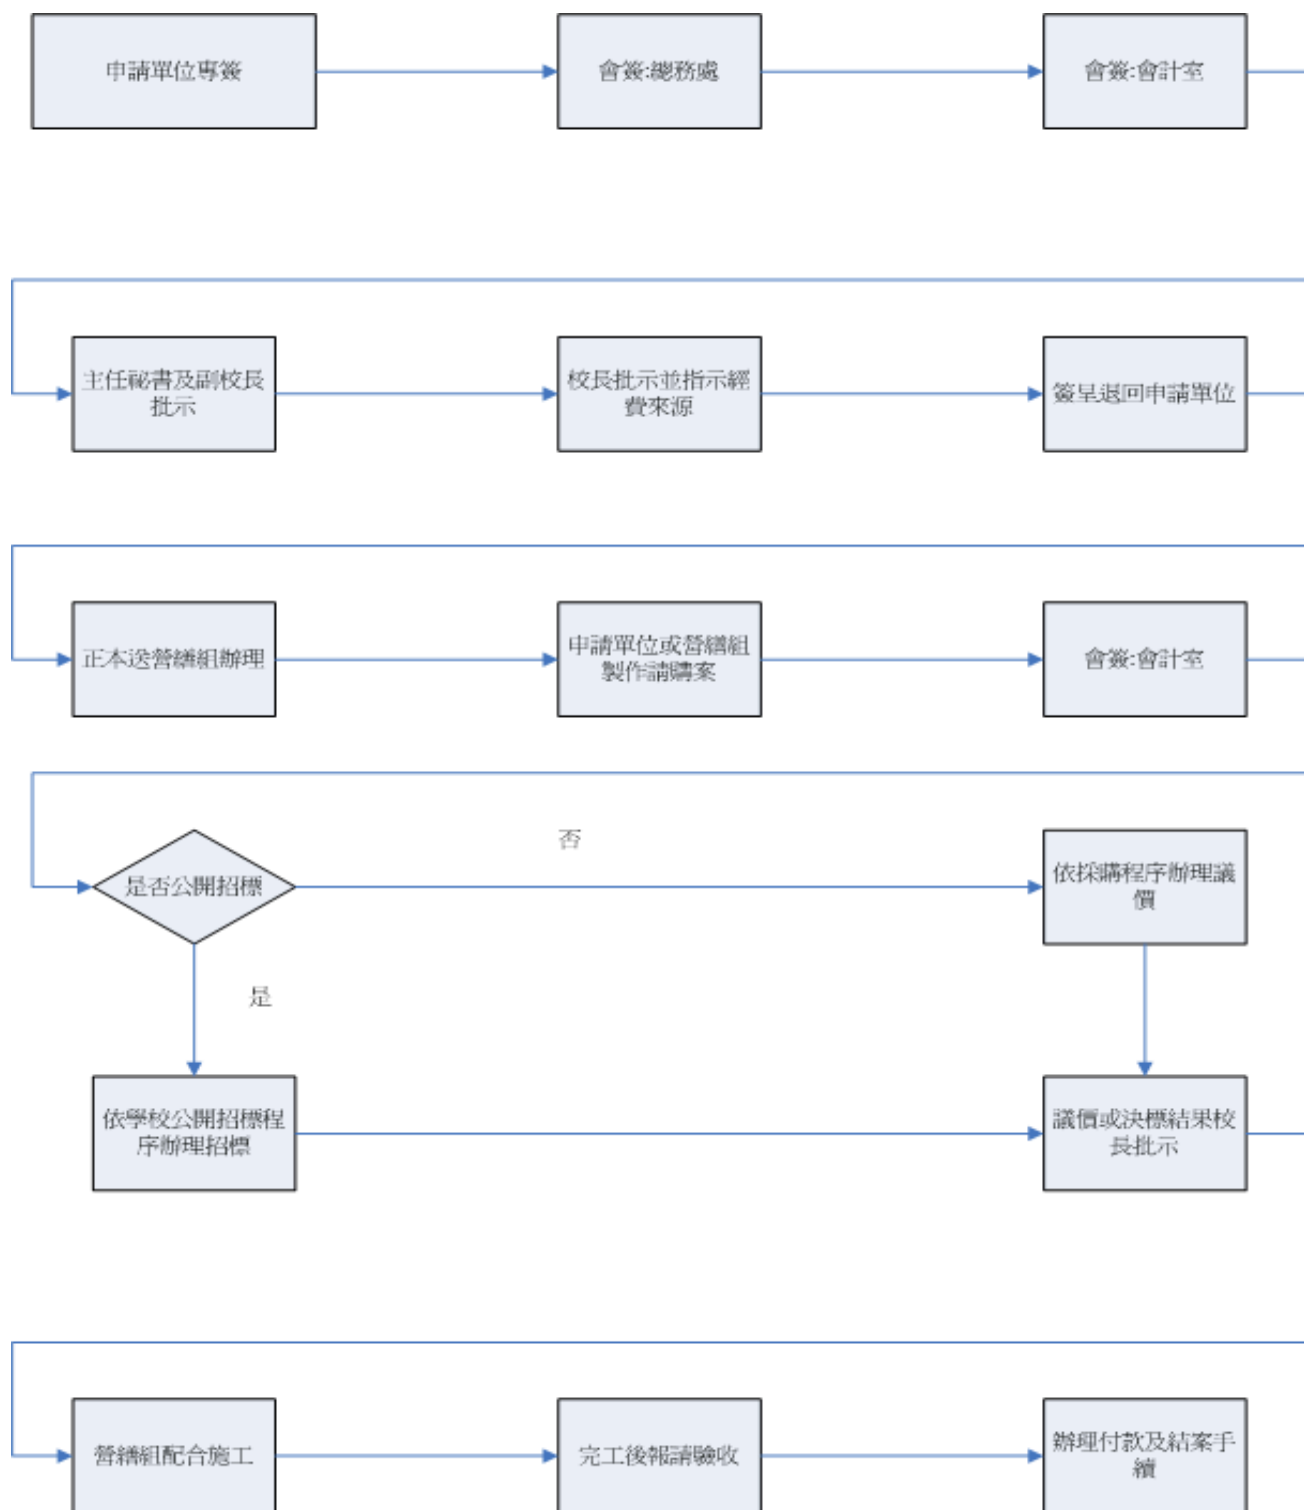 申請單位專簽
會簽:總務處
會簽:會計室
主任祕書及副校長
批示
校長批示並指示經
費來源
簽呈退回申請單位
正本送營繕組辦理
申請單位或營繕組
製作請購案
會簽:會計室
否
是否公開招標
依採購程序辦理議
價
是
依學校公開招標程
序辦理招標
議價或決標結果校
長批示
營繕組配合施工
完工後報請驗收
辦理付款及結案手
續